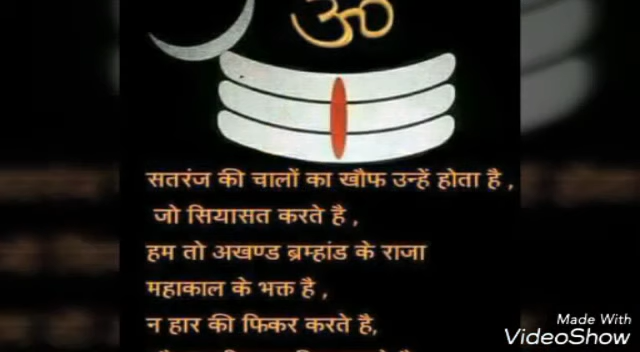 ॐ
सतरंज की चालों का खौफ उन्हें होता है ,
जो सियासत करते है ,
हम तो अखण्ड ब्रम्हांड के राजा
महाकाल के भक्त है ,
न हार की फिकर करते है,
Made With
VideoShow